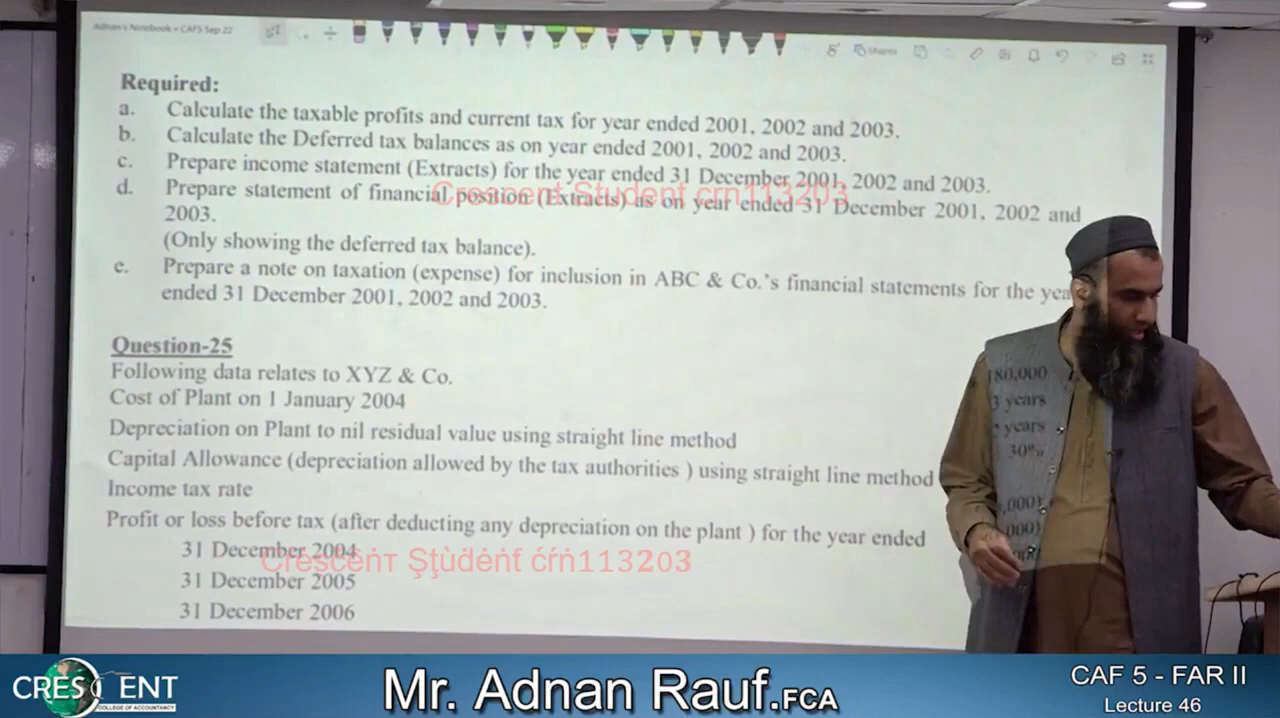 Adnan's Notebook • CAF5 Sep 22
Shapes
Required:
a. Calculate the taxable profits and current tax for year ended 2001, 2002 and 2003.
b. Calculate the Deferred tax balances as on year ended 2001, 2002 and 2003.
c. Prepare income statement (Extracts) for the year ended 31 December 2001, 2002 and 2003.
Crescent Student crn113203
d. Prepare statement of financial position (Extracts) as on year ended 31 December 2001, 2002 and
2003.
(Only showing the deferred tax balance).
e. Prepare a note on taxation (expense) for inclusion in ABC & Co.'s financial statements for the yea
ended 31 December 2001, 2002 and 2003.
Question-25
Following data relates to XYZ & Co.
Cost of Plant on 1 January 2004 180,000
Depreciation on Plant to nil residual value using straight line method 3 years
Capital Allowance (depreciation allowed by the tax authorities ) using straight line method years
Income tax rate 30%
Profit or loss before tax (after deducting any depreciation on the plant ) for the year ended
31 December 2004 ,000)
Crescėṅт Şţùdėṅf ćŕṅ113203
31 December 2005 000)
31 December 2006
CRESCENT
COLLEGE OF ACCOUNTANCY
Mr. Adnan Rauf.FCA
CAF 5 - FAR II
Lecture 46